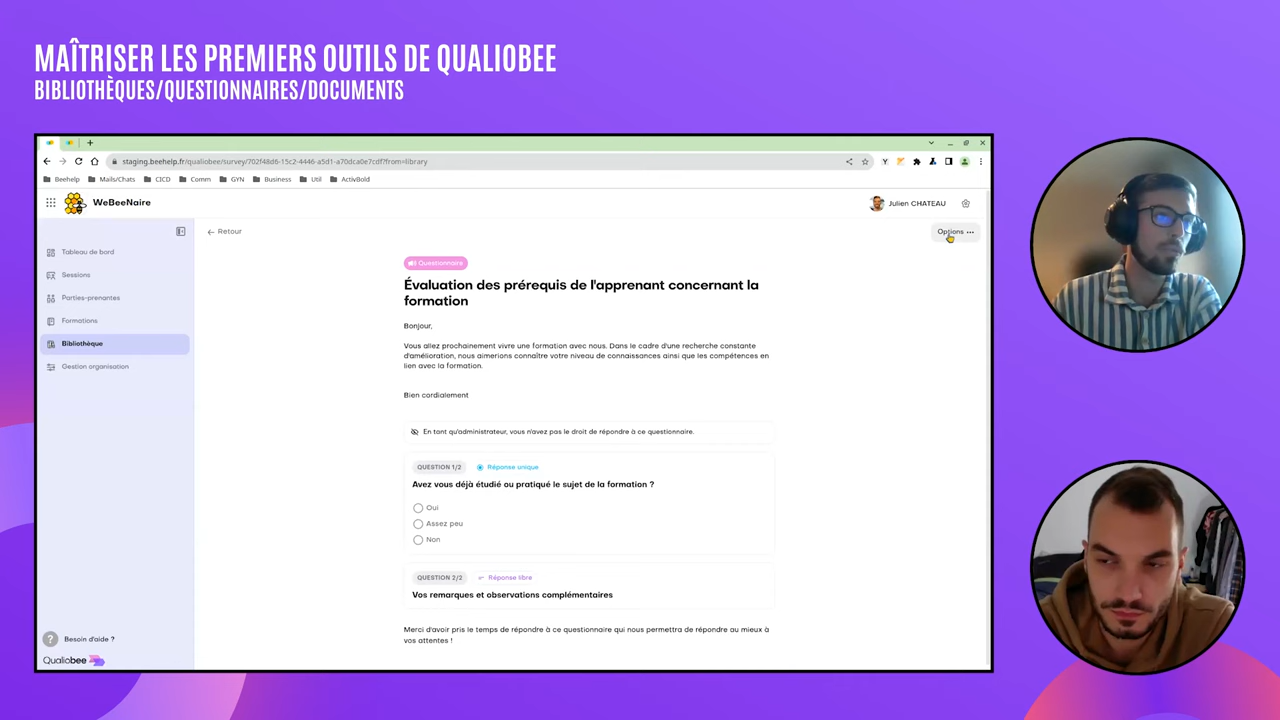 MAÎTRISER LES PREMIERS OUTILS DE QUALIOBEE
BIBLIOTHÈQUES/QUESTIONNAIRES/DOCUMENTS
staging.beehelp.fr/qualiobee/survey/702f48d6-15c2-4446-a5d1-a70dca0e7cdf?from=library
Beehelp
Mails/Chats
CICD
Comm
GYN
Business
Util
ActivBold
WeBeeNaire
Julien CHATEAU
Retour
Options
Tableau de bord
Sessions
Parties-prenantes
Formations
Bibliothèque
Gestion organisation
Questionnaire
Évaluation des prérequis de l'apprenant concernant la
formation
Bonjour,
Vous allez prochainement vivre une formation avec nous. Dans le cadre d'une recherche constante
d'amélioration, nous aimerions connaître votre niveau de connaissances ainsi que les compétences en
lien avec la formation.
Bien cordialement
En tant qu'administrateur, vous n'avez pas le droit de répondre à ce questionnaire.
QUESTION 1/2 Réponse unique
Avez vous déjà étudié ou pratiqué le sujet de la formation ?
Oui
Assez peu
Non
QUESTION 2/2 Réponse libre
Vos remarques et observations complémentaires
Merci d'avoir pris le temps de répondre à ce questionnaire qui nous permettra de répondre au mieux à
vos attentes !
Besoin d'aide ?
Qualiobee